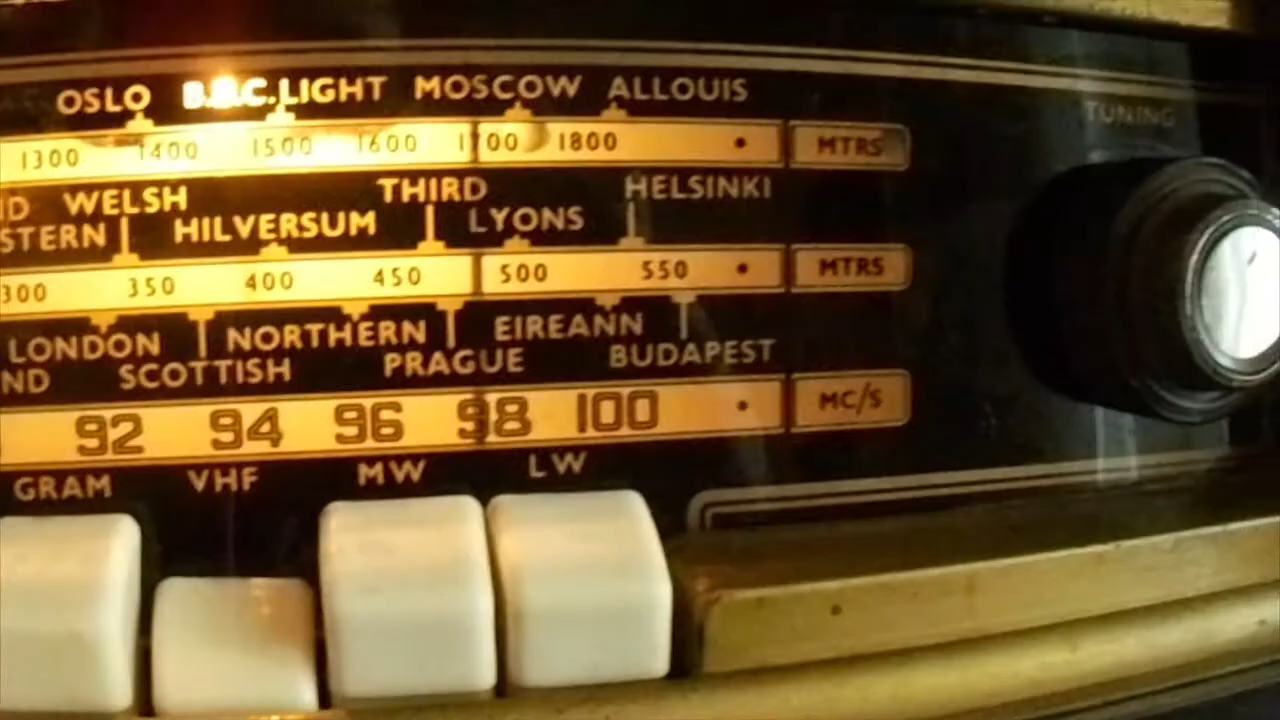 OSLO B.B.C. LIGHT MOSCOW ALLOUIS
TUNING
1300 1400 1500 1600 1700 1800 • MTRS
WELSH THIRD HELSINKI
HILVERSUM LYONS
300 350 400 450 500 550 • MTRS
LONDON NORTHERN EIREANN
SCOTTISH PRAGUE BUDAPEST
92 94 96 98 100 • MC/S
GRAM VHF MW LW